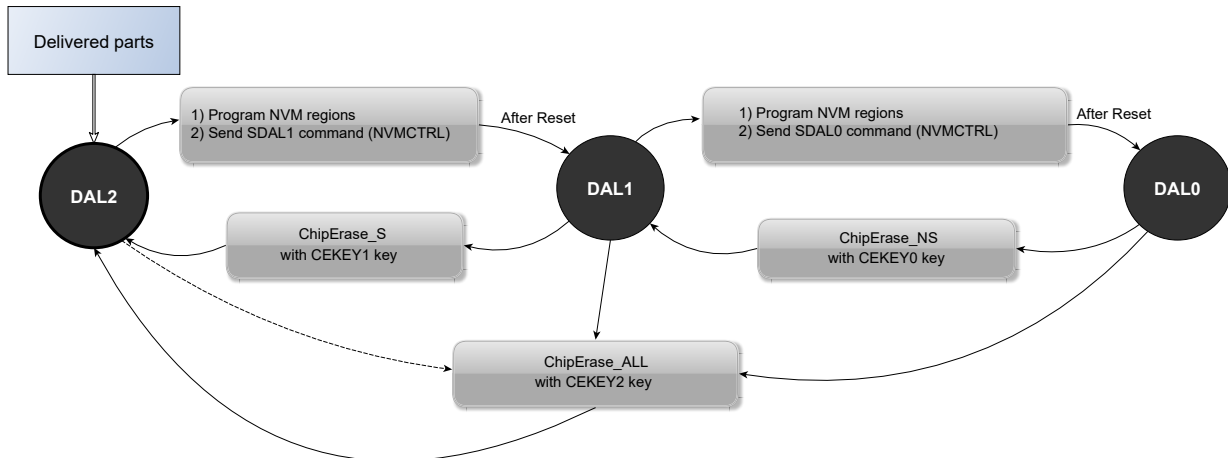 Delivered parts
1) Program NVM regions
2) Send SDAL1 command (NVMCTRL)
After Reset
1) Program NVM regions
2) Send SDAL0 command (NVMCTRL)
After Reset
DAL2
DAL1
DAL0
ChipErase_S
with CEKEY1 key
ChipErase_NS
with CEKEY0 key
ChipErase_ALL
with CEKEY2 key